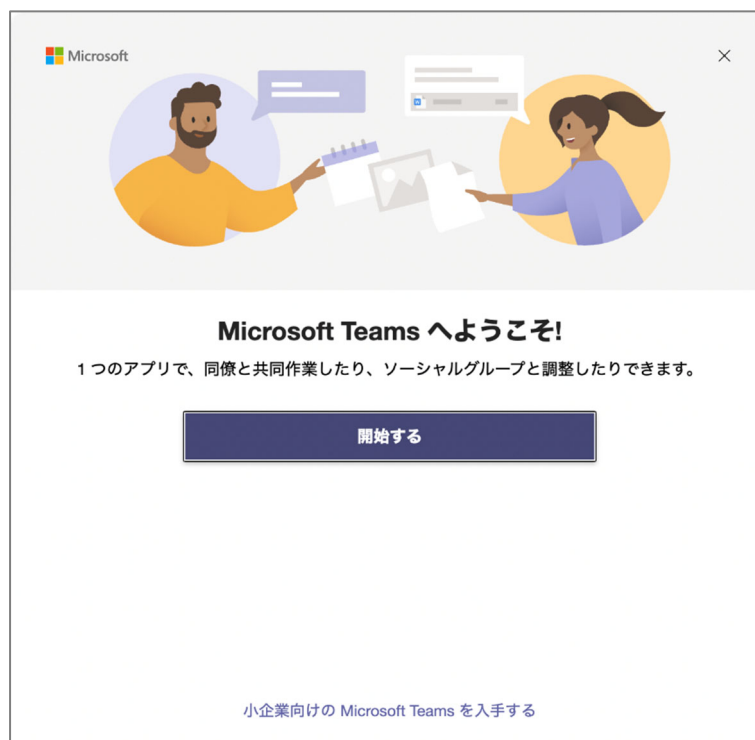 Microsoft
Microsoft Teams へようこそ!
1 つのアプリで、同僚と共同作業したり、ソーシャルグループと調整したりできます。
開始する
小企業向けの Microsoft Teams を入手する